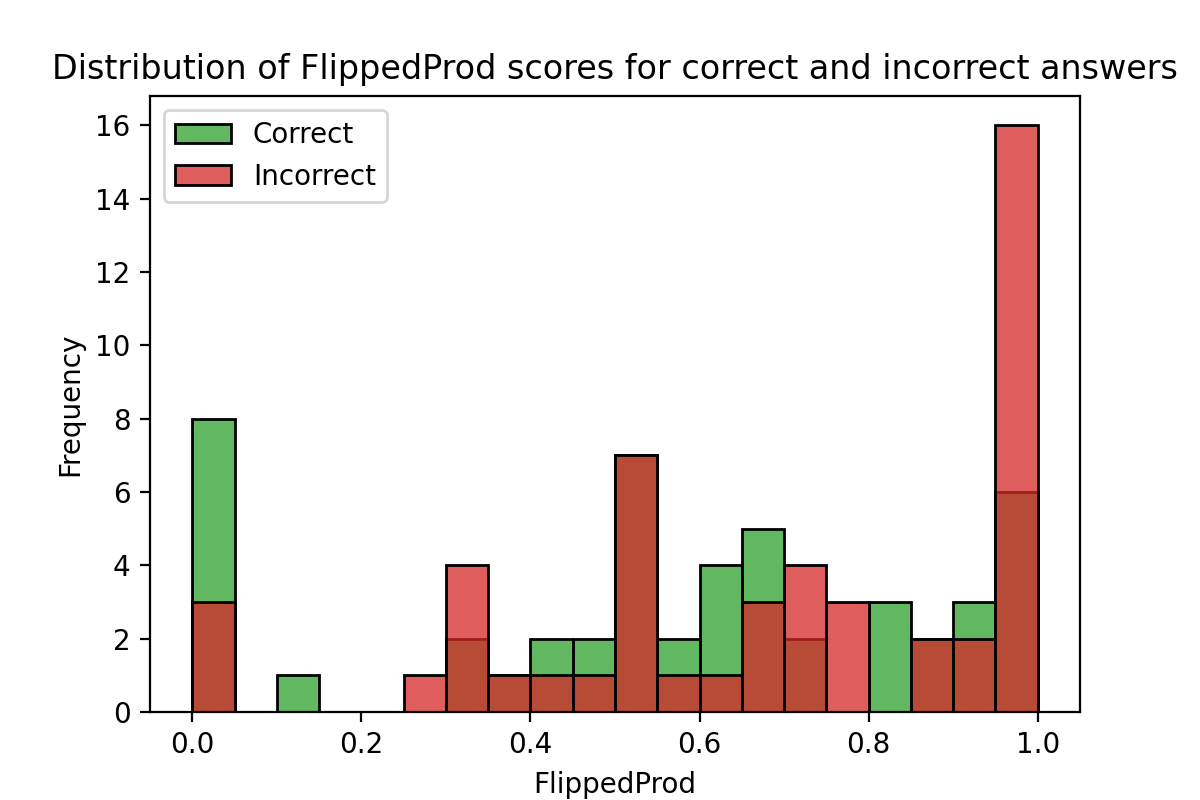 Distribution of FlippedProd scores for correct and incorrect answers
Correct
Incorrect
16
14
12
10
8
6
4
2
0
Frequency
0.0 0.2 0.4 0.6 0.8 1.0
FlippedProd